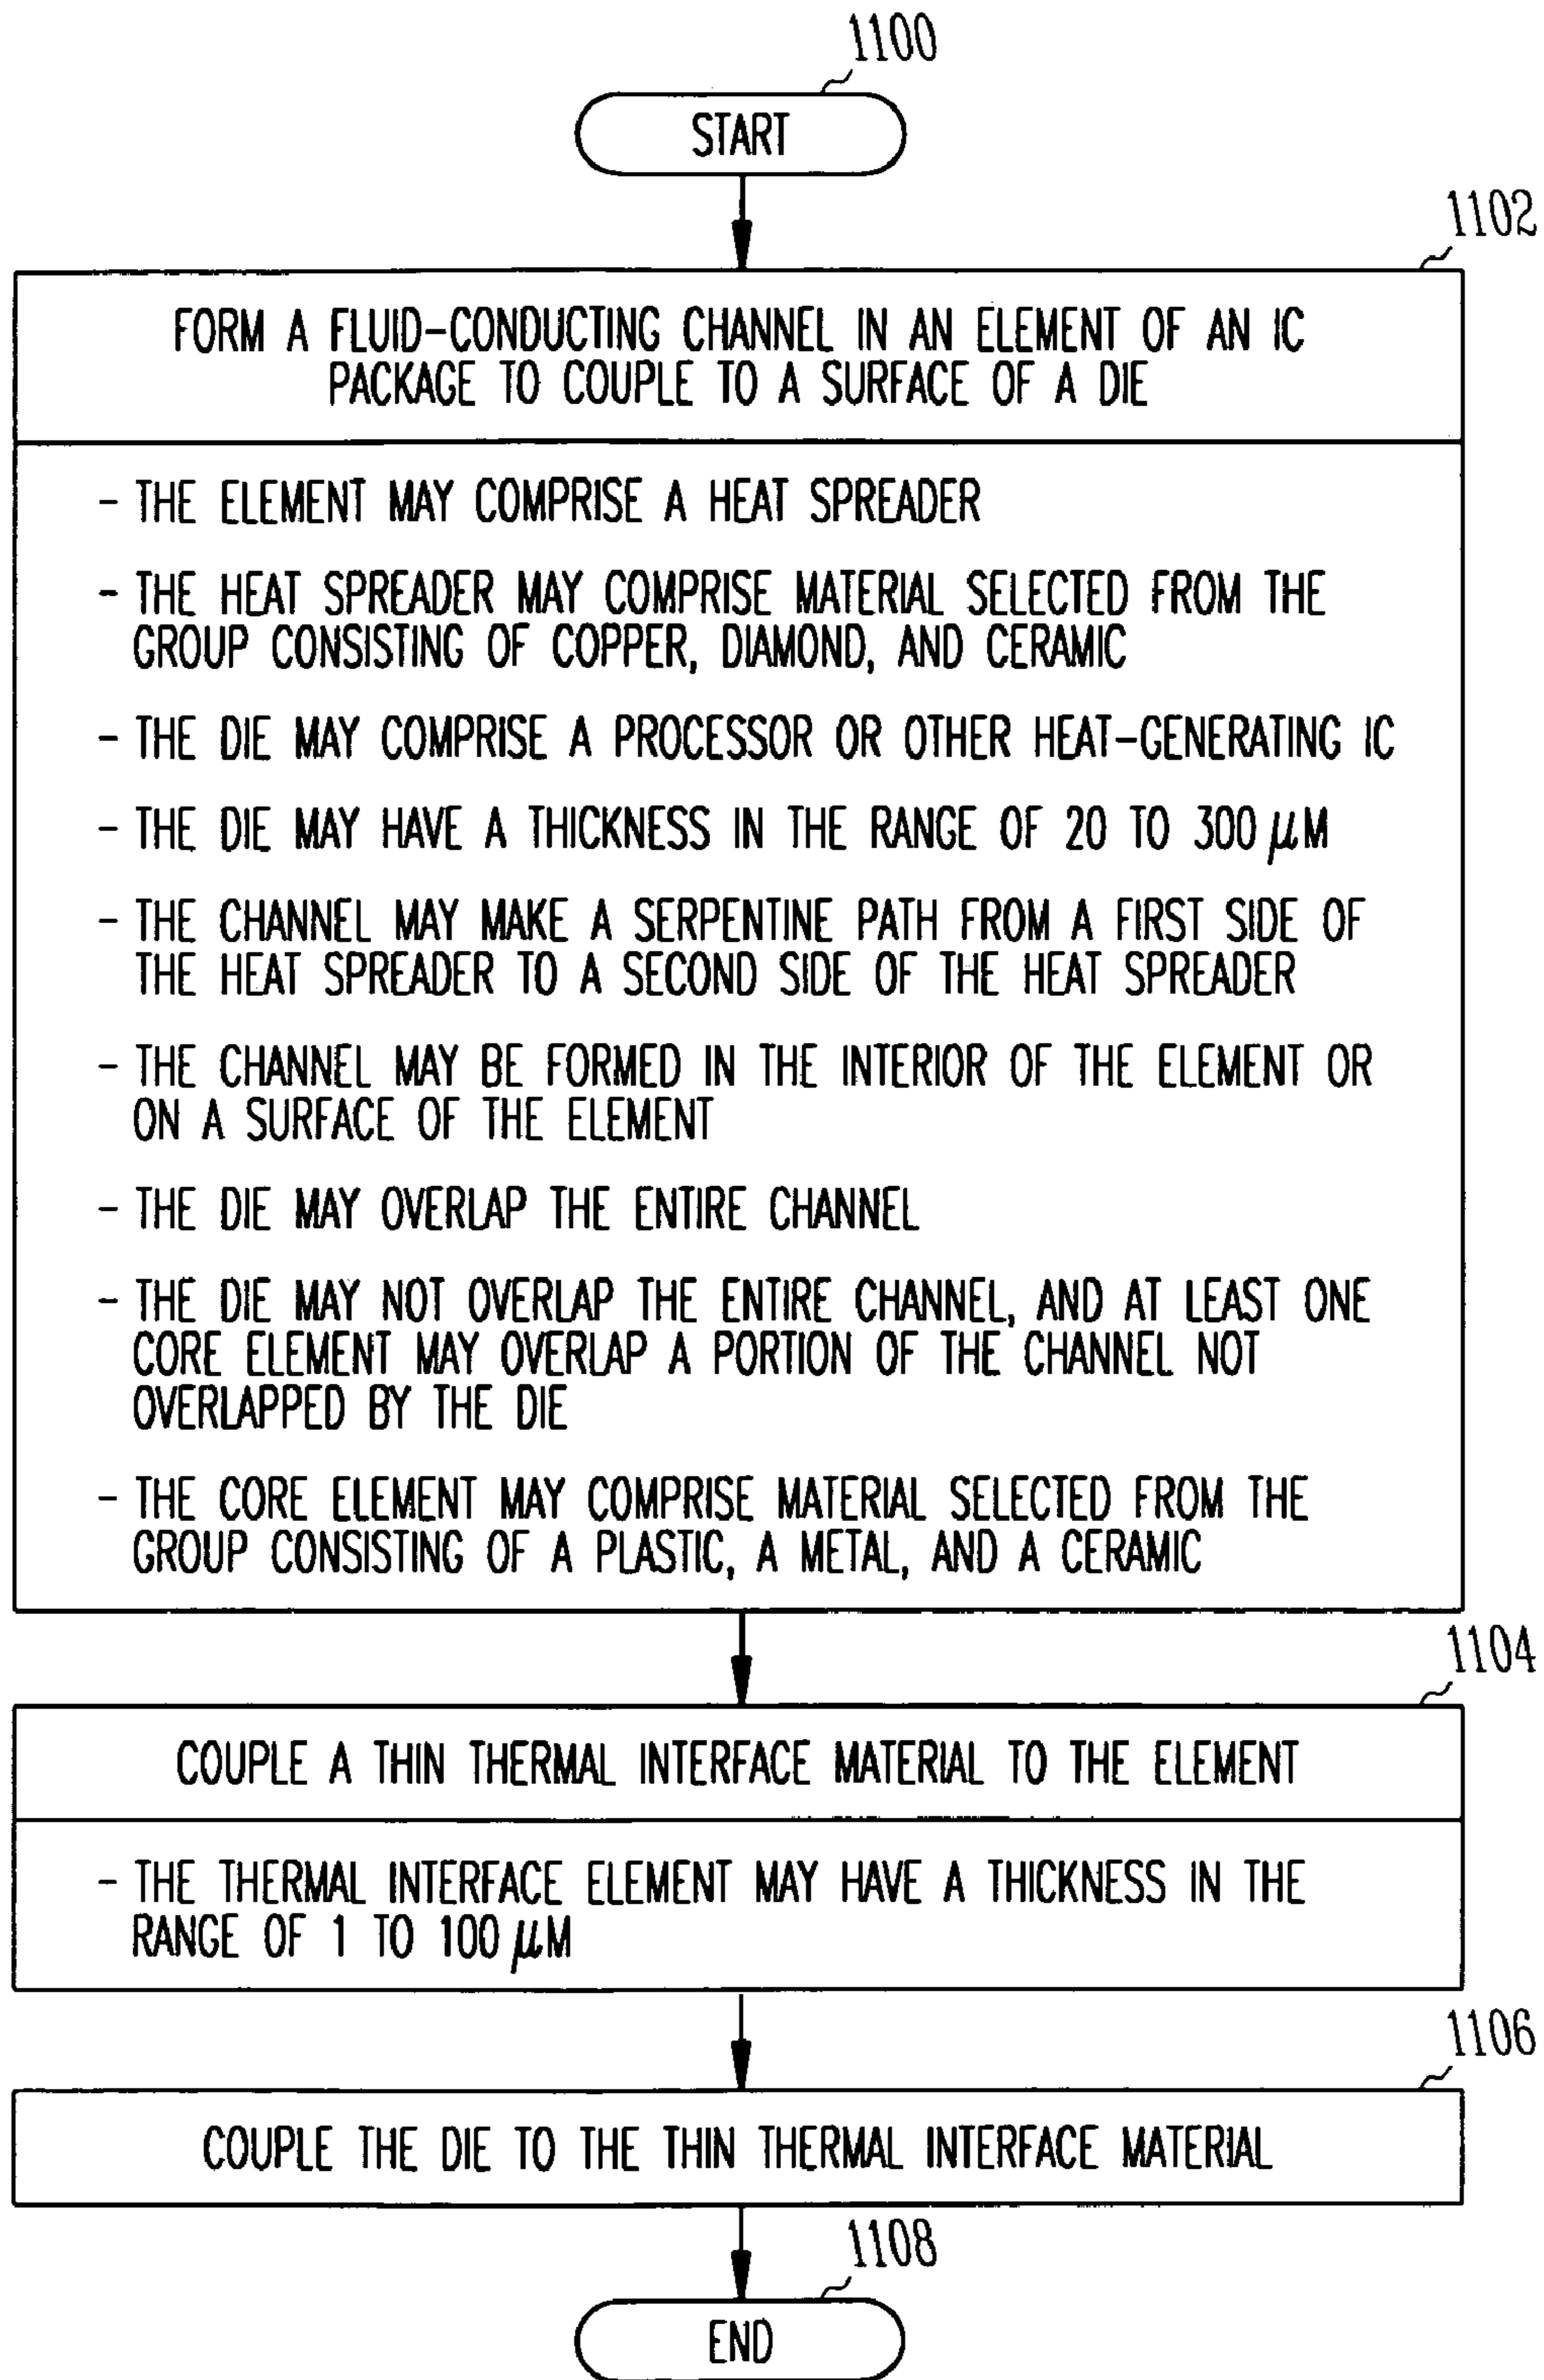 1100
START
1102
FORM A FLUID-CONDUCTING CHANNEL IN AN ELEMENT OF AN IC
PACKAGE TO COUPLE TO A SURFACE OF A DIE
- THE ELEMENT MAY COMPRISE A HEAT SPREADER
- THE HEAT SPREADER MAY COMPRISE MATERIAL SELECTED FROM THE
GROUP CONSISTING OF COPPER, DIAMOND, AND CERAMIC
- THE DIE MAY COMPRISE A PROCESSOR OR OTHER HEAT-GENERATING IC
- THE DIE MAY HAVE A THICKNESS IN THE RANGE OF 20 TO 300 μM
- THE CHANNEL MAY MAKE A SERPENTINE PATH FROM A FIRST SIDE OF
THE HEAT SPREADER TO A SECOND SIDE OF THE HEAT SPREADER
- THE CHANNEL MAY BE FORMED IN THE INTERIOR OF THE ELEMENT OR
ON A SURFACE OF THE ELEMENT
- THE DIE MAY OVERLAP THE ENTIRE CHANNEL
- THE DIE MAY NOT OVERLAP THE ENTIRE CHANNEL, AND AT LEAST ONE
CORE ELEMENT MAY OVERLAP A PORTION OF THE CHANNEL NOT
OVERLAPPED BY THE DIE
- THE CORE ELEMENT MAY COMPRISE MATERIAL SELECTED FROM THE
GROUP CONSISTING OF A PLASTIC, A METAL, AND A CERAMIC
1104
COUPLE A THIN THERMAL INTERFACE MATERIAL TO THE ELEMENT
- THE THERMAL INTERFACE ELEMENT MAY HAVE A THICKNESS IN THE
RANGE OF 1 TO 100 μM
1106
COUPLE THE DIE TO THE THIN THERMAL INTERFACE MATERIAL
1108
END